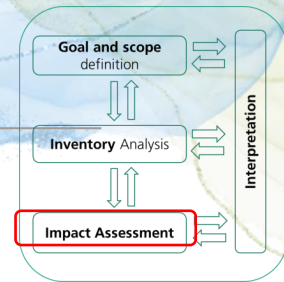 Goal and scope
definition
Inventory Analysis
Impact Assessment
Interpretation